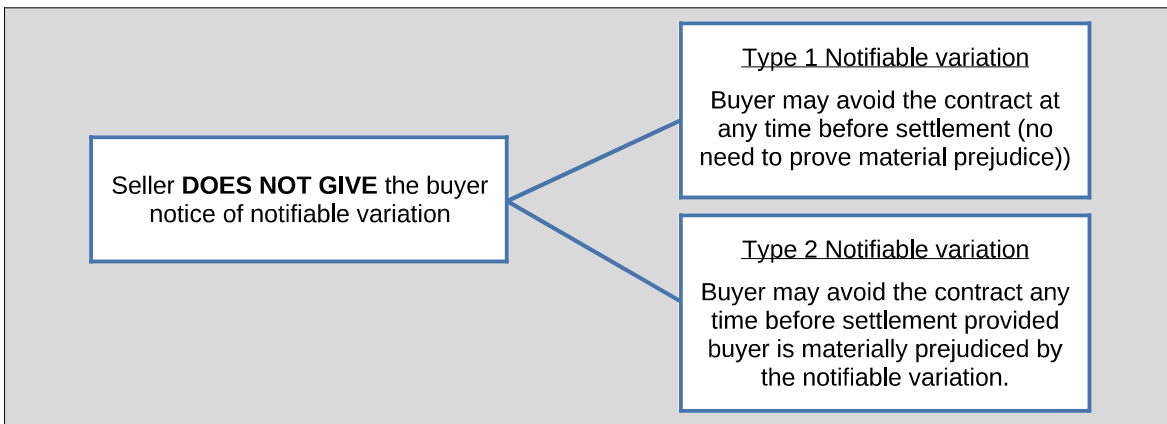 Seller DOES NOT GIVE the buyer
notice of notifiable variation
Type 1 Notifiable variation
Buyer may avoid the contract at
any time before settlement (no
need to prove material prejudice))
Type 2 Notifiable variation
Buyer may avoid the contract any
time before settlement provided
buyer is materially prejudiced by
the notifiable variation.